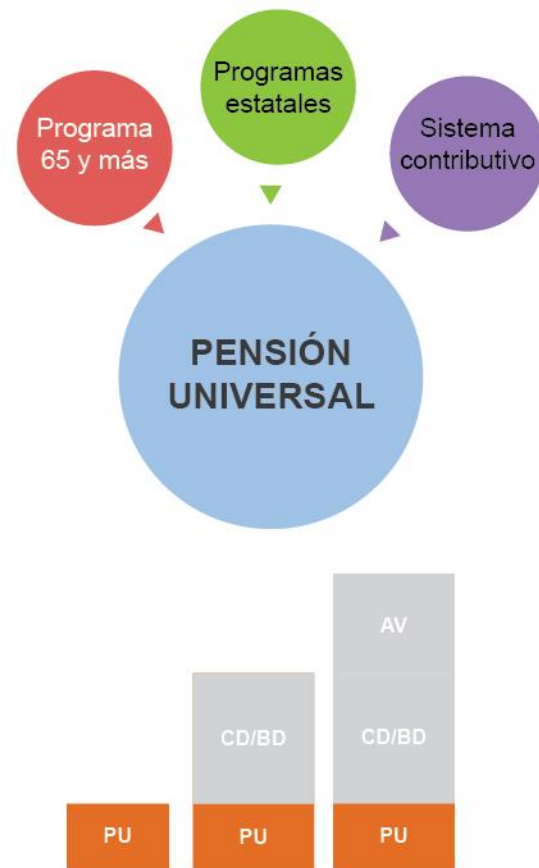 Programas
estatales
Programa
65 y más
Sistema
contributivo
PENSIÓN
UNIVERSAL
AV
CD/BD
CD/BD
PU
PU
PU